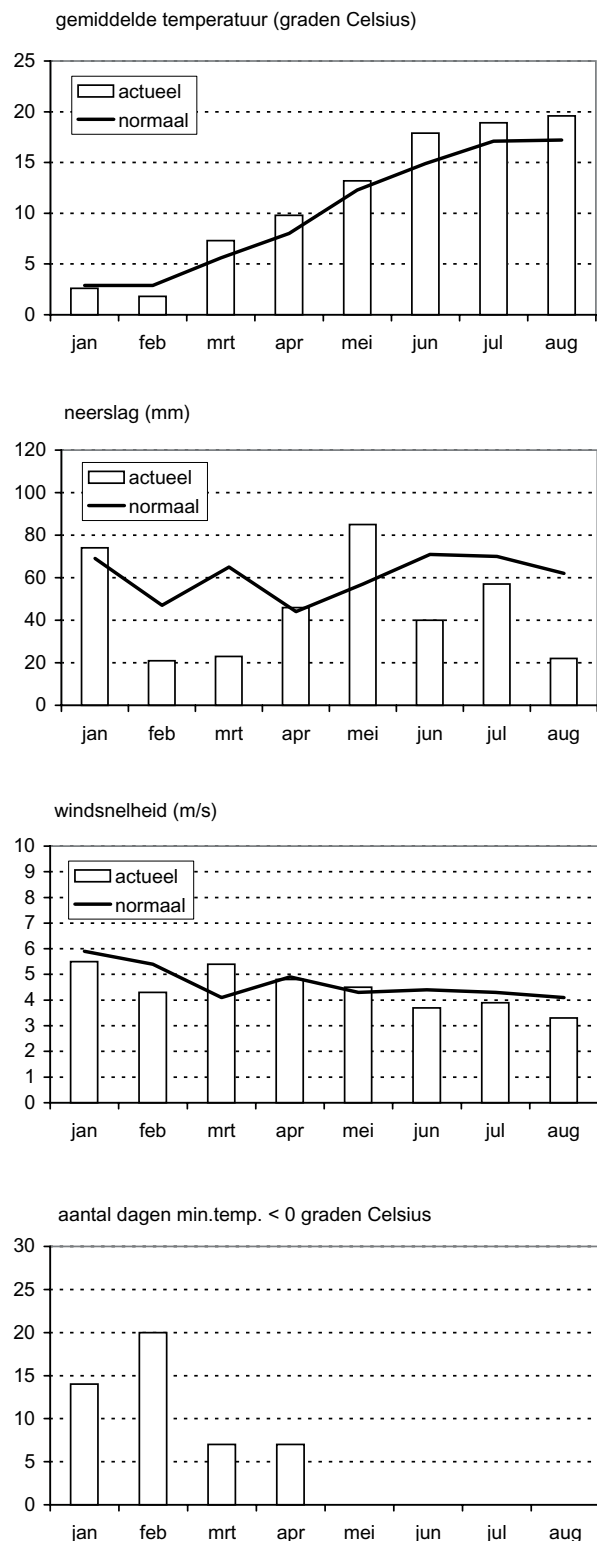 gemiddelde temperatuur (graden Celsius)
25
20
15
10
5
0
actueel
normaal
jan feb mrt apr mei jun jul aug
neerslag (mm)
120
100
80
60
40
20
0
actueel
normaal
jan feb mrt apr mei jun jul aug
windsnelheid (m/s)
10
9
8
7
6
5
4
3
2
1
0
actueel
normaal
jan feb mrt apr mei jun jul aug
aantal dagen min.temp. < 0 graden Celsius
30
25
20
15
10
5
0
jan feb mrt apr mei jun jul aug